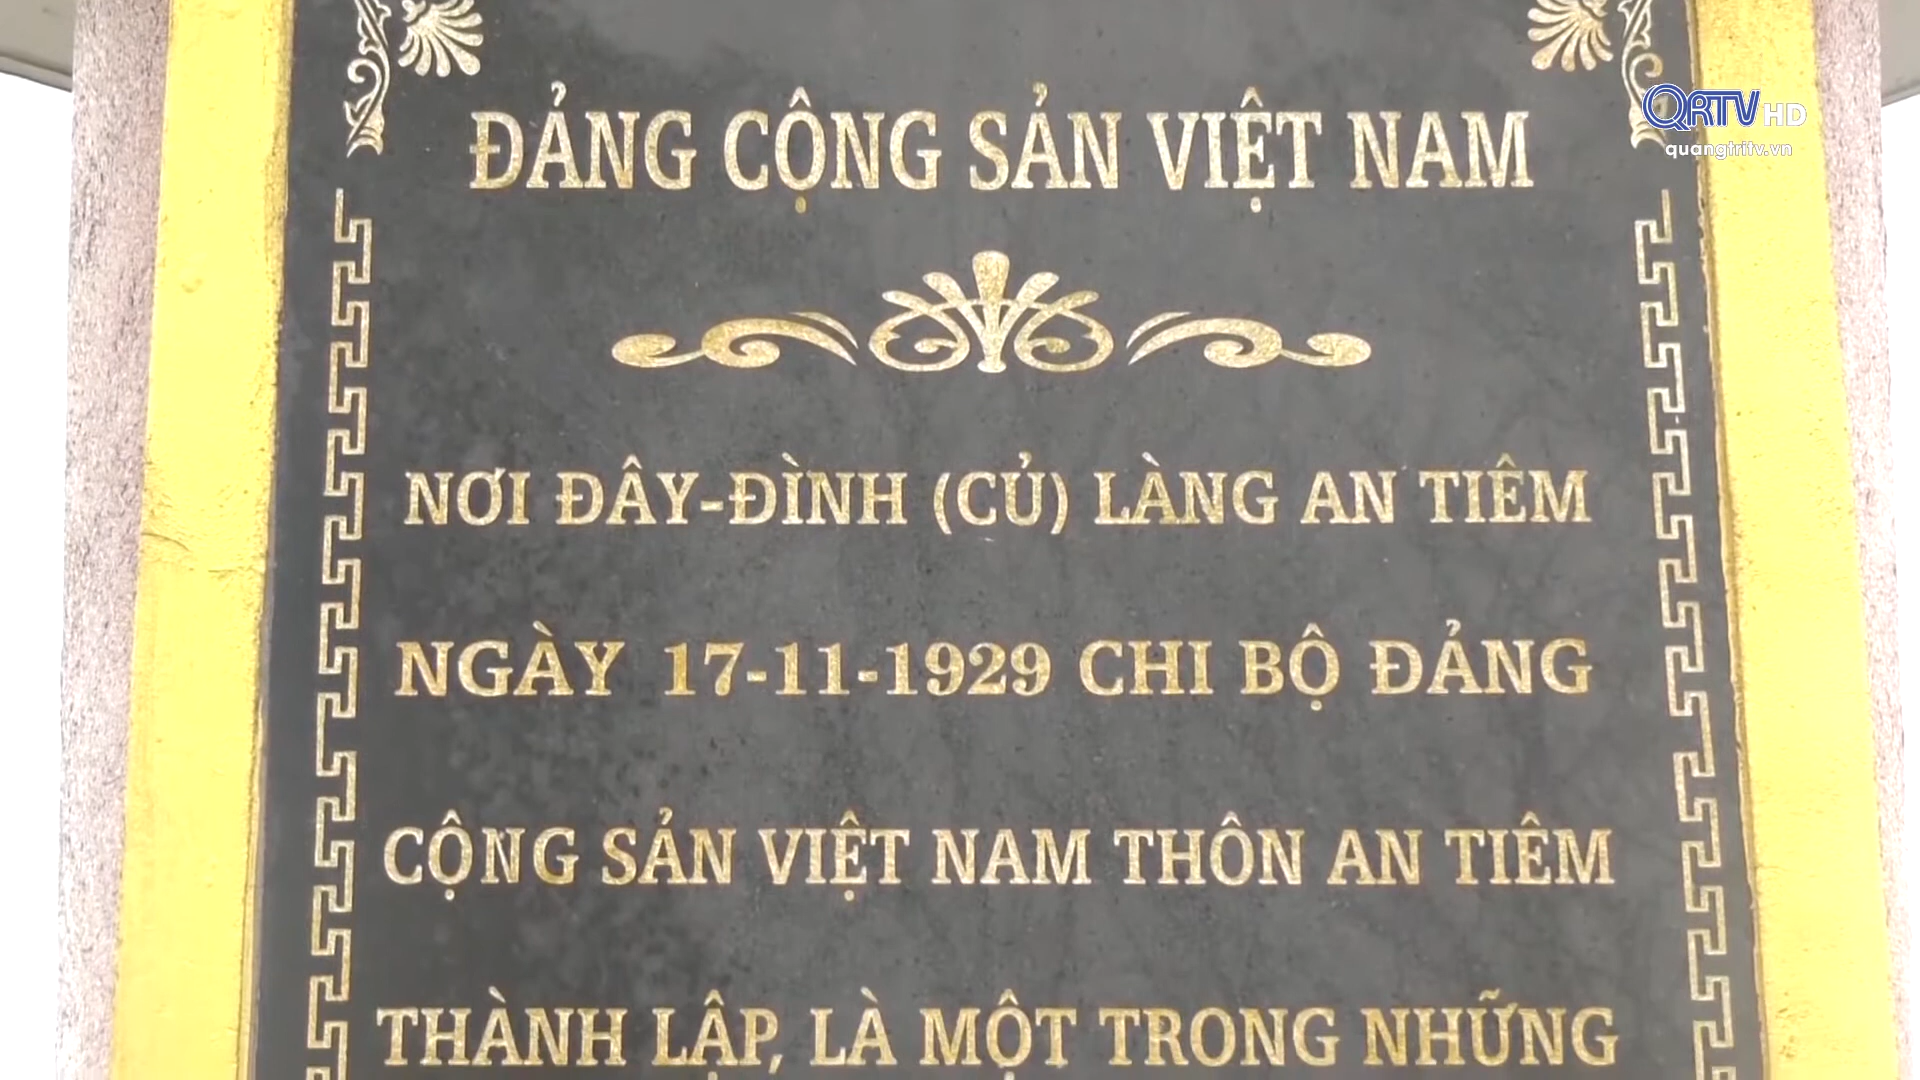 QRTV HD
quangtritv.vn
ĐẢNG CỘNG SẢN VIỆT NAM
NƠI ĐÂY-ĐÌNH (CỦ) LÀNG AN TIÊM
NGÀY 17-11-1929 CHI BỘ ĐẢNG
CỘNG SẢN VIỆT NAM THÔN AN TIÊM
THÀNH LẬP, LÀ MỘT TRONG NHỮNG